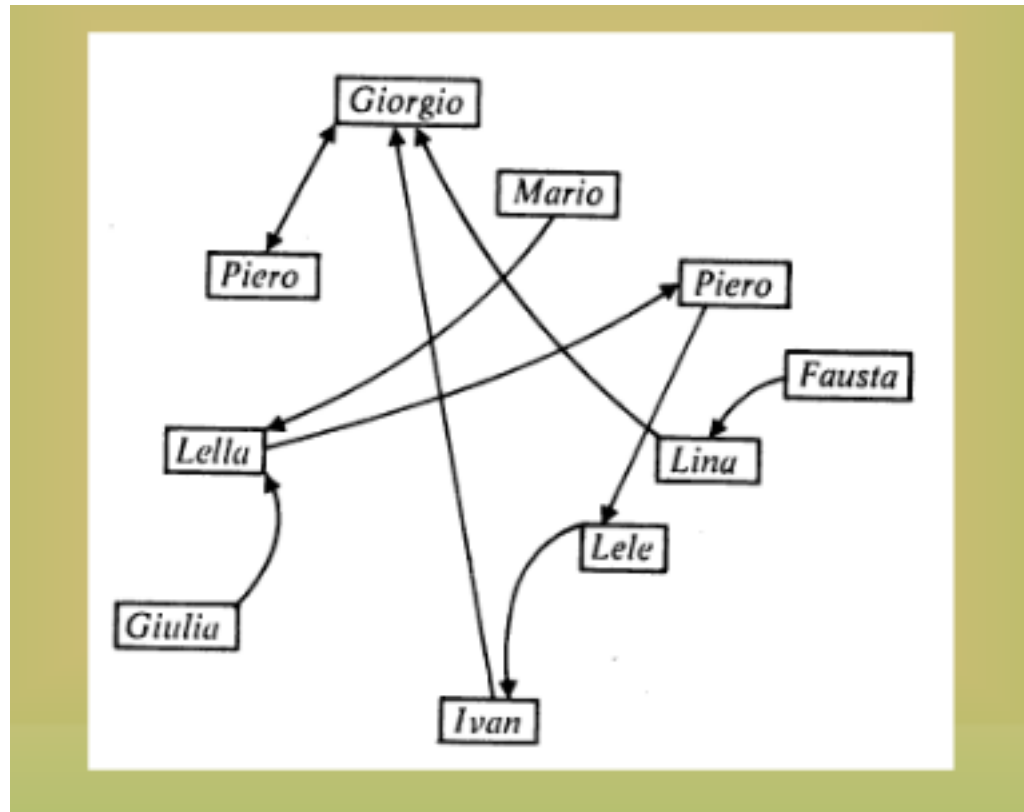 Giorgio
Mario
Piero
Piero
Fausta
Lella
Lina
Lele
Giulia
Ivan